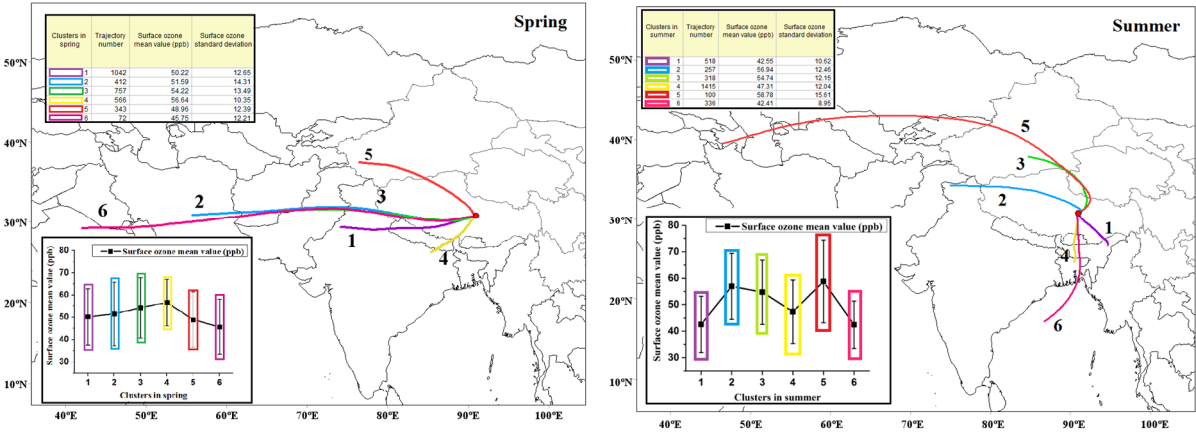 Spring
Clusters in spring Trajectory number Surface ozone mean value (ppb) Surface ozone standard deviation
1 1042 50.22 12.65
2 412 51.59 14.31
3 757 54.22 13.49
4 566 56.64 10.35
5 343 48.96 12.39
6 72 45.75 12.21
50°N
40°N
30°N
20°N
10°N
5
3
2
6
1
4
Surface ozone mean value (ppb)
Surface ozone mean value (ppb)
80
70
60
50
40
30
1 2 3 4 5 6
Clusters in spring
40°E 50°E 60°E 70°E 80°E 90°E 100°E
Summer
Clusters in summer Trajectory number Surface ozone mean value (ppb) Surface ozone standard deviation
1 518 42.55 10.62
2 257 56.94 12.46
3 318 54.74 12.15
4 1415 47.31 12.04
5 100 58.78 15.61
6 336 42.41 8.95
50°N
40°N
30°N
20°N
10°N
5
3
2
1
4
6
Surface ozone mean value (ppb)
Surface ozone mean value (ppb)
80
70
60
50
40
30
1 2 3 4 5 6
Clusters in summer
40°E 50°E 60°E 70°E 80°E 90°E 100°E